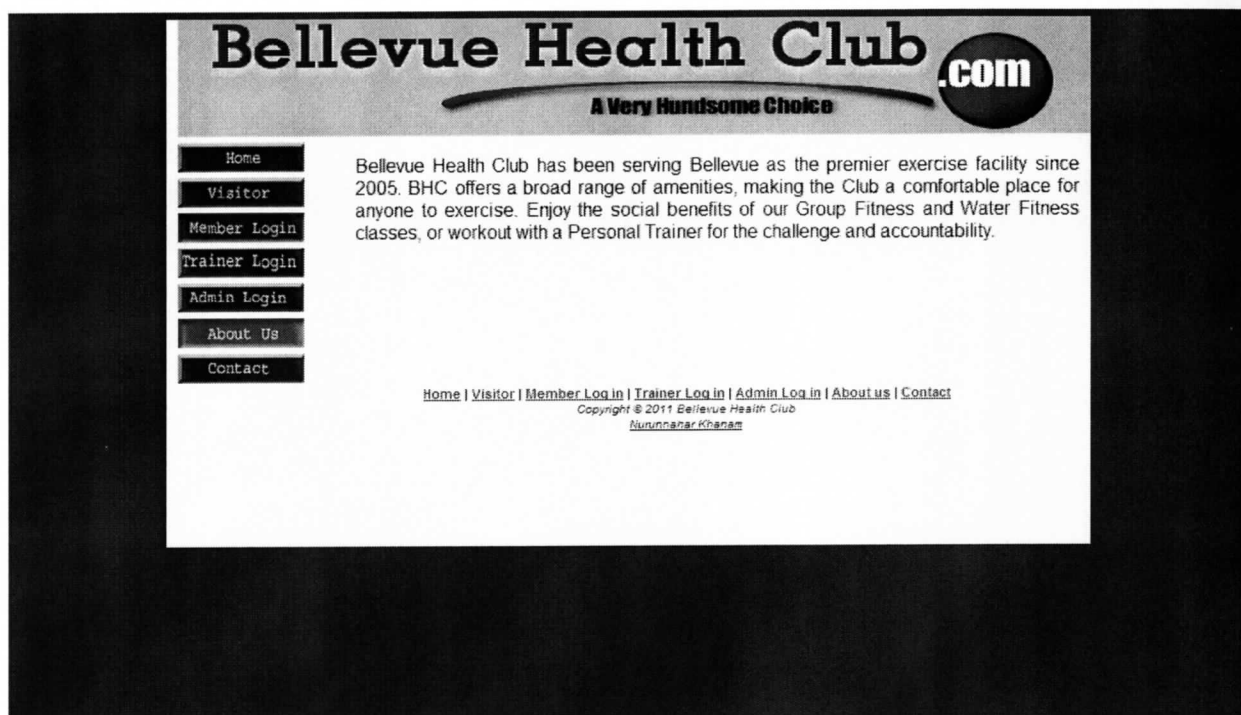 Bellevue Health Club
.com
A Very Hundsome Choice
Home
Visitor
Member Login
Trainer Login
Admin Login
About Us
Contact
Bellevue Health Club has been serving Bellevue as the premier exercise facility since
2005. BHC offers a broad range of amenities, making the Club a comfortable place for
anyone to exercise. Enjoy the social benefits of our Group Fitness and Water Fitness
classes, or workout with a Personal Trainer for the challenge and accountability.
Home | Visitor | Member Log in | Trainer Log in | Admin Log in | About us | Contact
Copyright © 2011 Bellevue Health Club
Nurunnahar Khanam